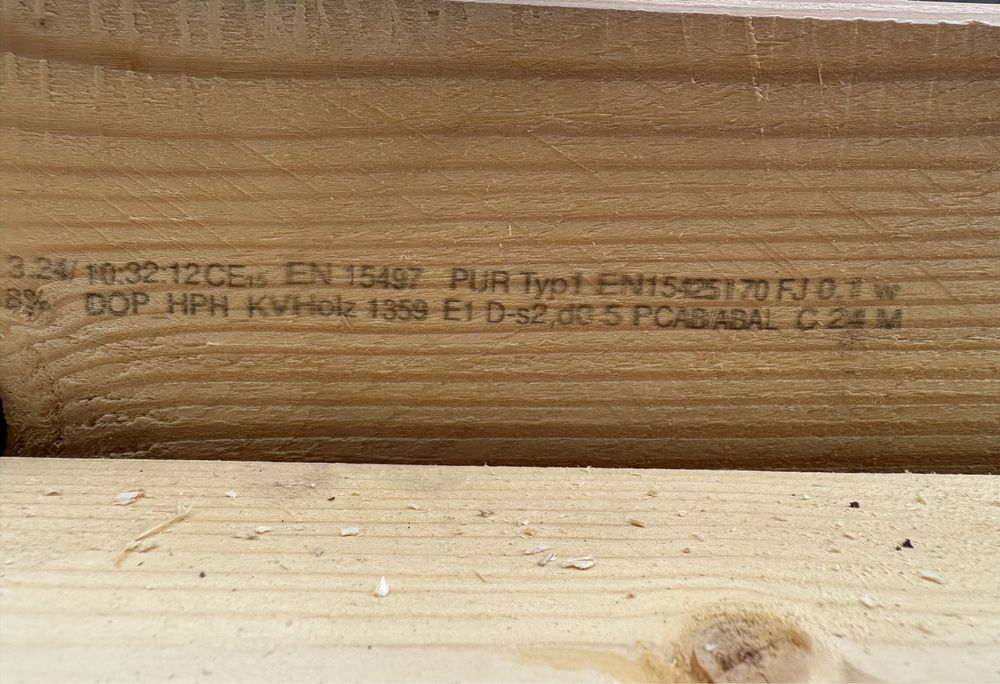 3.24/ 10:32:12 CE15 EN 15497 PUR Typ1 EN15425 I 70 FJ 0.1 w
8% DOP HPH KVHolz 1359 E1 D-s2,d0 5 PCAB/ABAL C 24 M